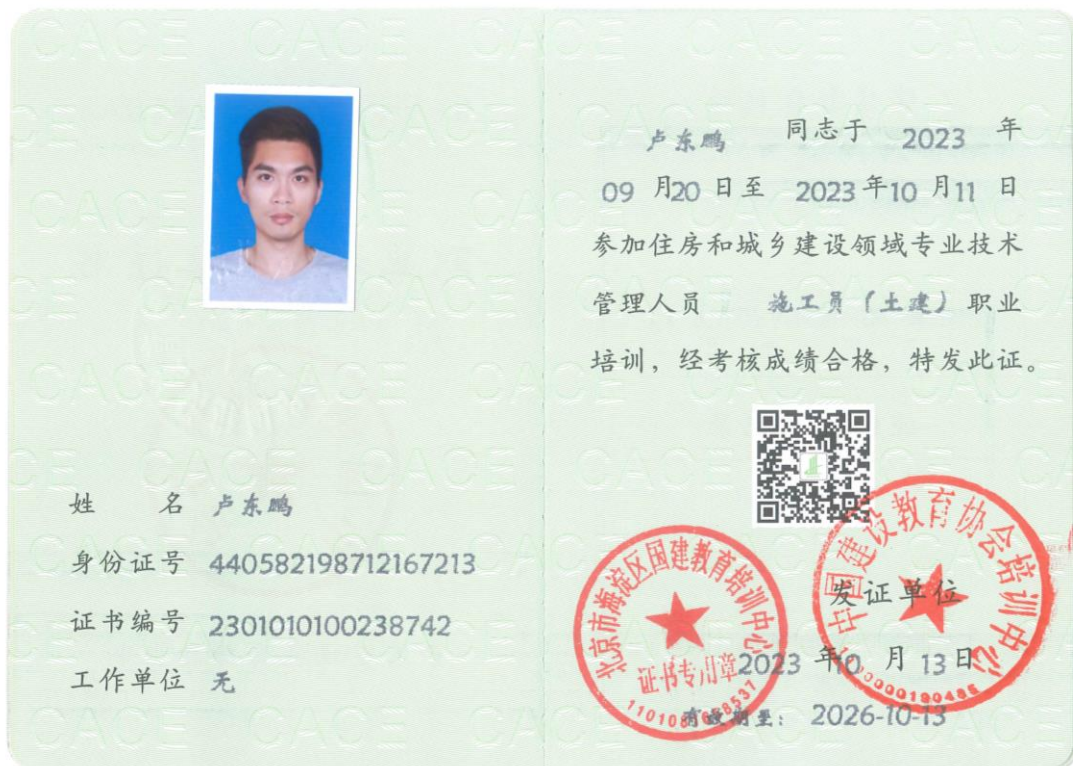 姓 名 卢东鹏
身份证号 440582198712167213
证书编号 2301010100238742
工作单位 无
卢东鹏 同志于 2023 年
09 月20 日至 2023 年10 月11 日
参加住房和城乡建设领域专业技术
管理人员 施工员（土建）职业
培训，经考核成绩合格，特发此证。
北京市海淀区国建教育培训中心
证书专用章
中国建设教育协会培训中心
发证单位
2023 年10 月 13 日
有效期至： 2026-10-13
CACE